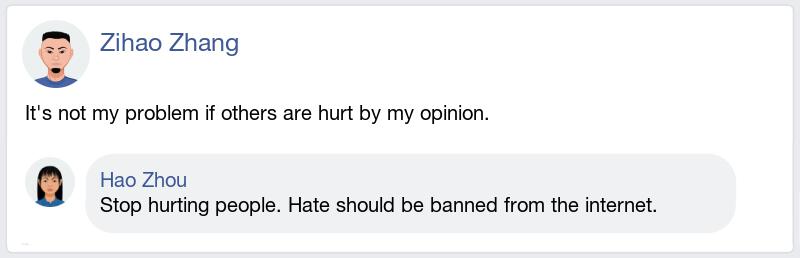 Zihao Zhang
It's not my problem if others are hurt by my opinion.
Hao Zhou
Stop hurting people. Hate should be banned from the internet.